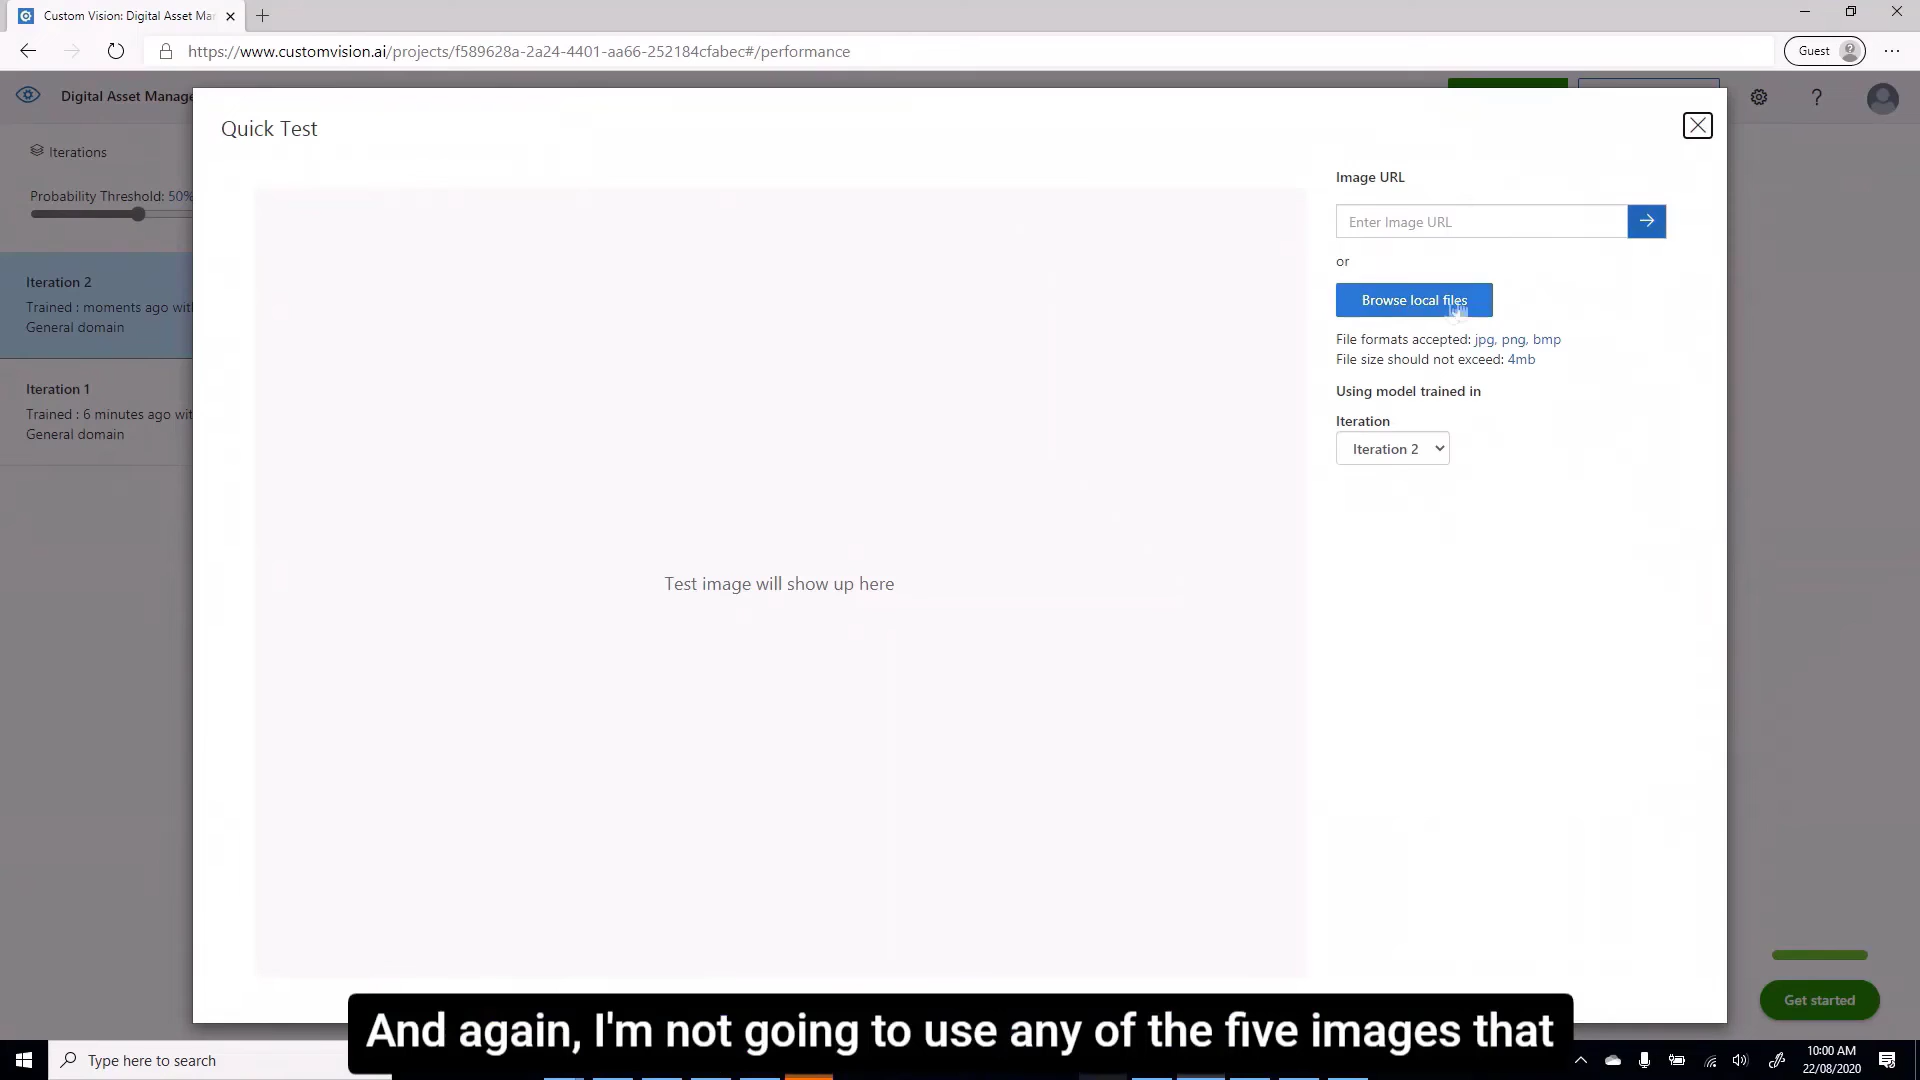 Custom Vision: Digital Asset Ma
https://www.customvision.ai/projects/f589628a-2a24-4401-aa66-252184cfabec#/performance
Guest
Digital Asset Manage
Iterations
Probability Threshold: 50%
Iteration 2
Trained : moments ago wit
General domain
Iteration 1
Trained : 6 minutes ago wit
General domain
Quick Test
Test image will show up here
Image URL
Enter Image URL
or
Browse local files
File formats accepted: jpg, png, bmp
File size should not exceed: 4mb
Using model trained in
Iteration
Iteration 2
Get started
And again, I'm not going to use any of the five images that
Type here to search
10:00 AM
22/08/2020